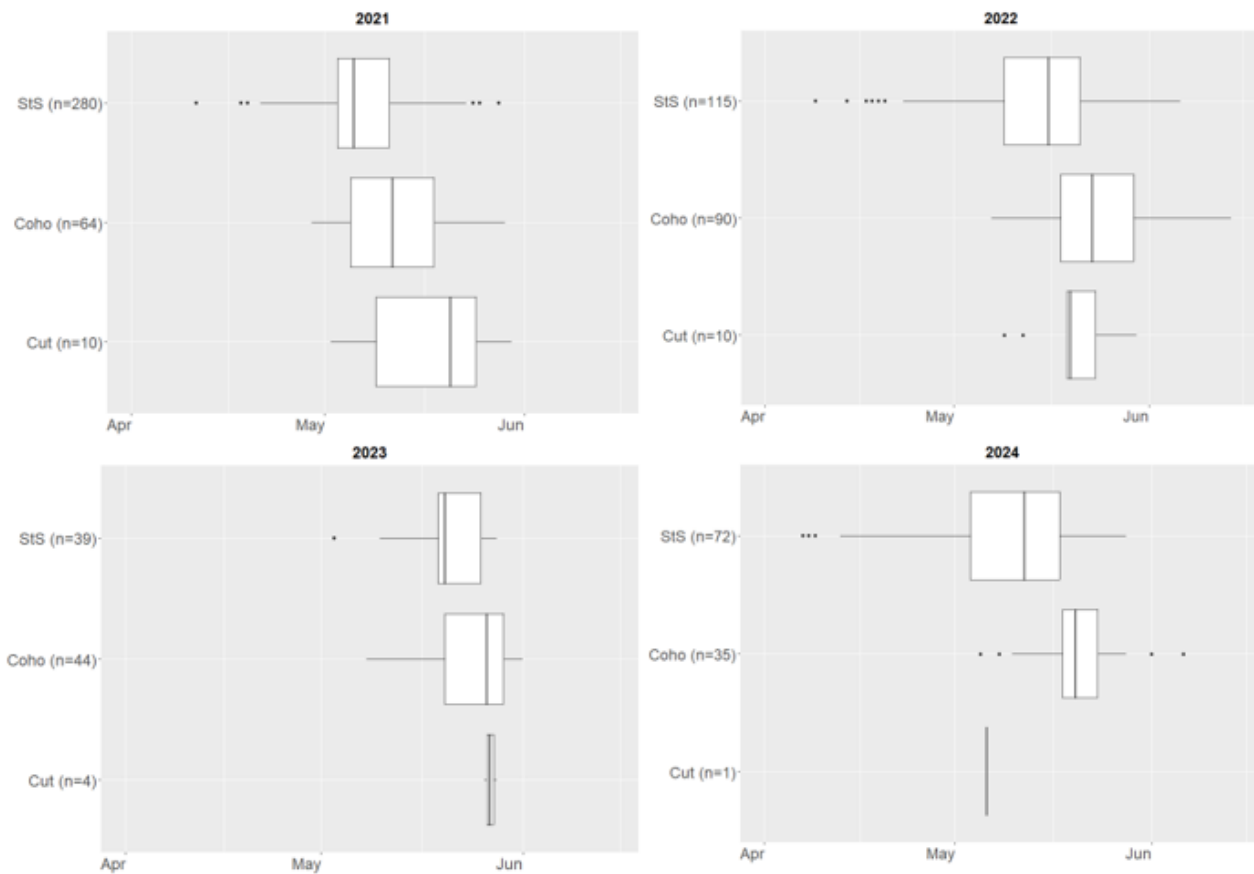 2021
StS (n=280)
Coho (n=64)
Cut (n=10)
Apr May Jun
2022
StS (n=115)
Coho (n=90)
Cut (n=10)
Apr May Jun
2023
StS (n=39)
Coho (n=44)
Cut (n=4)
Apr May Jun
2024
StS (n=72)
Coho (n=35)
Cut (n=1)
Apr May Jun